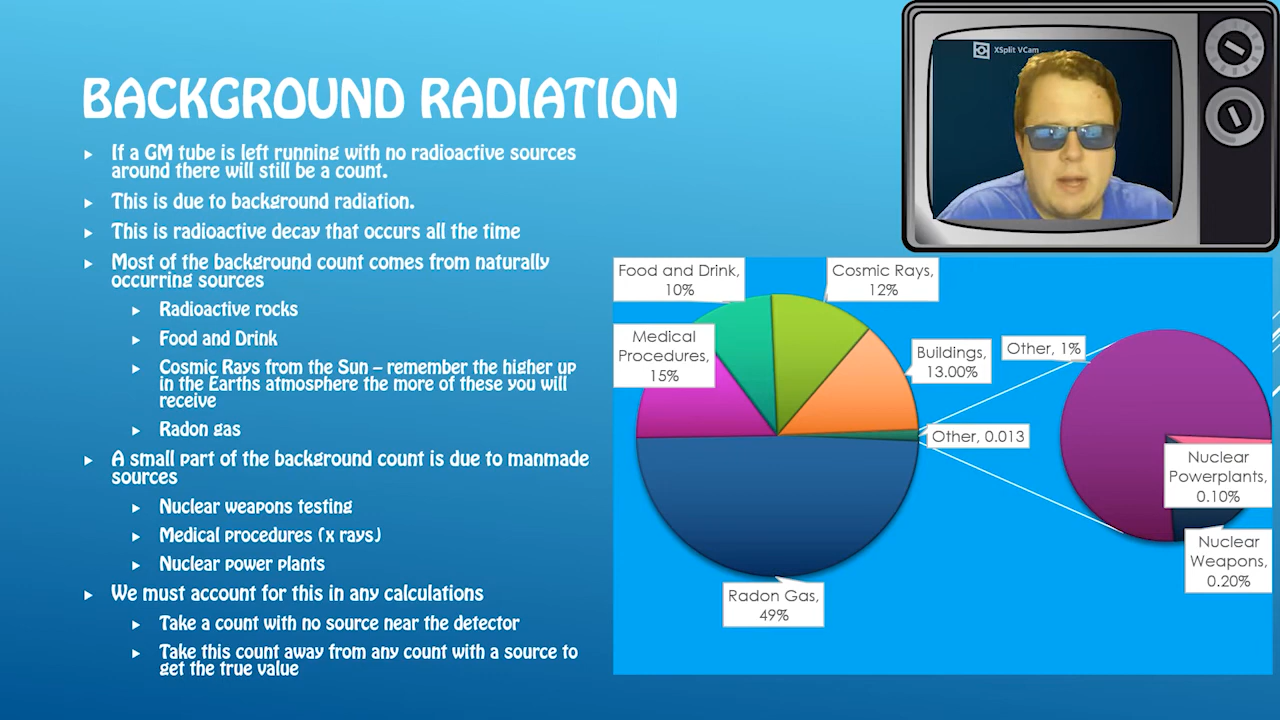 XSplit VCam
BACKGROUND RADIATION
If a GM tube is left running with no radioactive sources
around there will still be a count.
This is due to background radiation.
This is radioactive decay that occurs all the time
Most of the background count comes from naturally
occurring sources
Radioactive rocks
Food and Drink
Cosmic Rays from the Sun – remember the higher up
in the Earths atmosphere the more of these you will
receive
Radon gas
A small part of the background count is due to manmade
sources
Nuclear weapons testing
Medical procedures (x rays)
Nuclear power plants
We must account for this in any calculations
Take a count with no source near the detector
Take this count away from any count with a source to
get the true value
Food and Drink,
10%
Cosmic Rays,
12%
Medical
Procedures,
15%
Buildings,
13.00%
Other, 1%
Other, 0.013
Nuclear
Powerplants,
0.10%
Nuclear
Weapons,
0.20%
Radon Gas,
49%